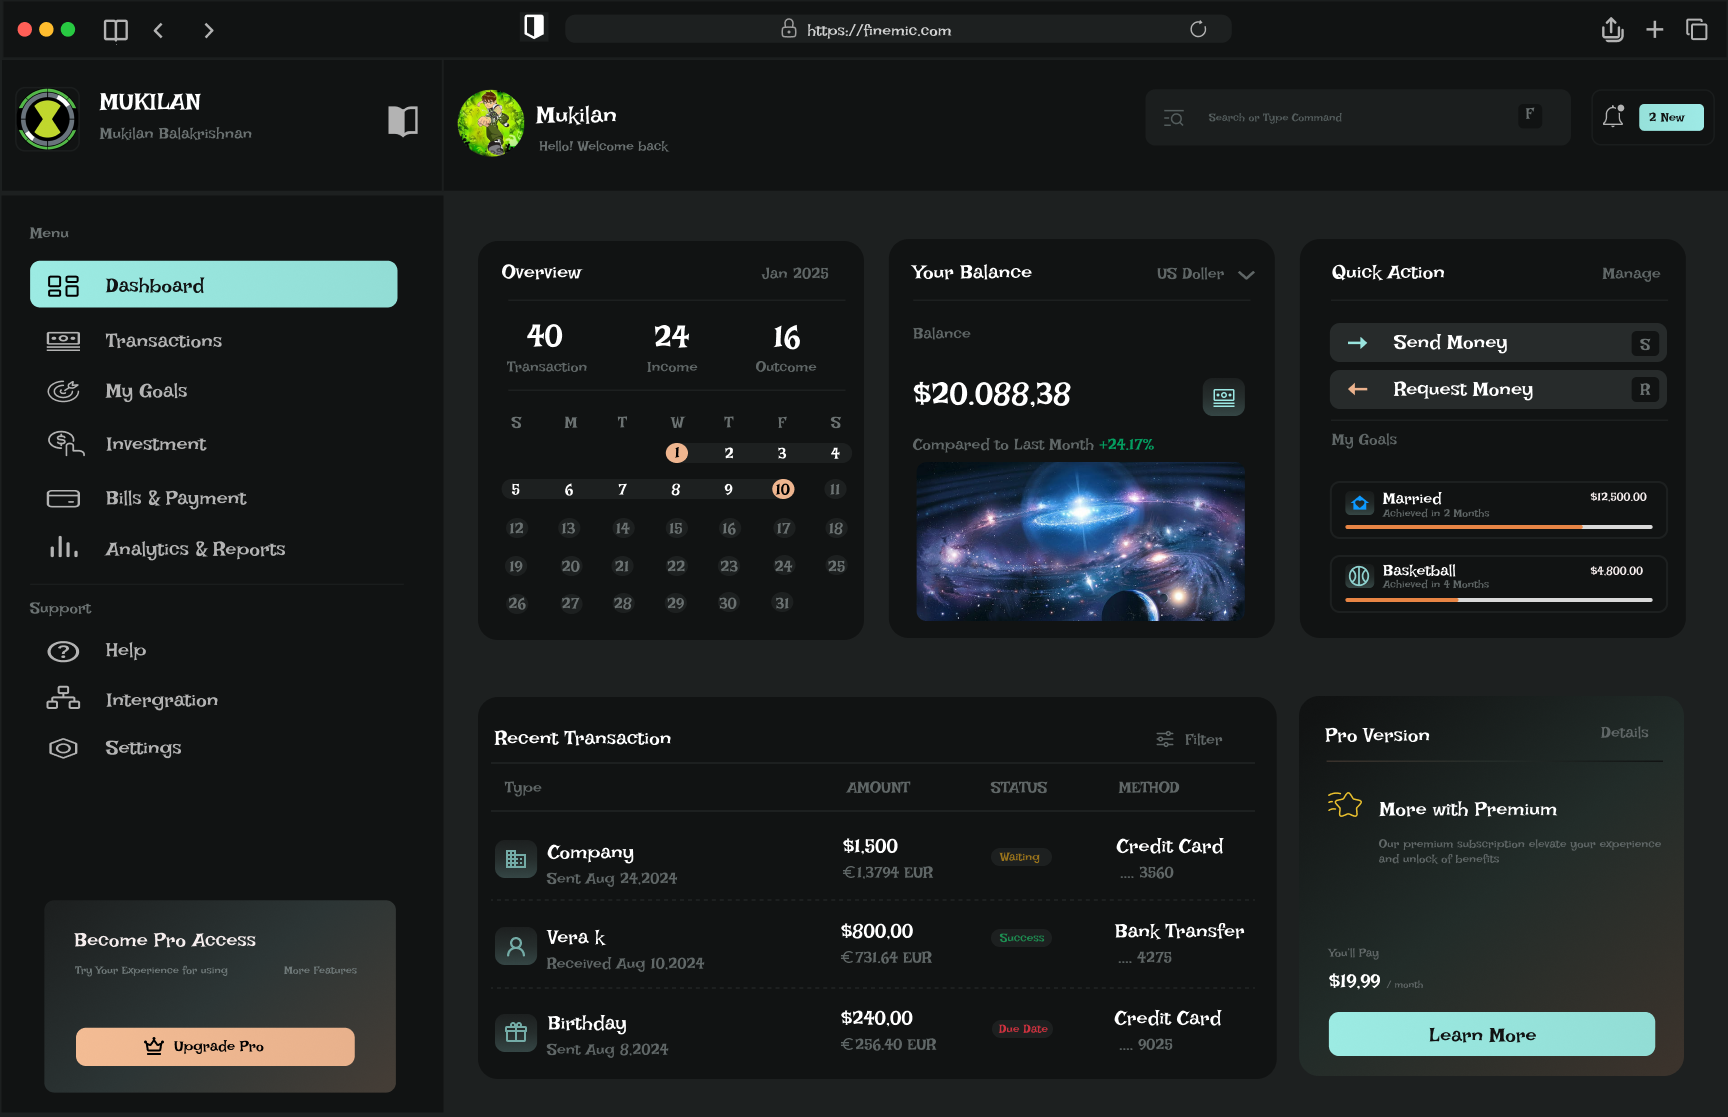 https://finemic.com
MUKILAN
Mukilan Balakrishnan
Mukilan
Hello! Welcome back
Search or Type Command
F
2 New
Menu
Dashboard
Transactions
My Goals
Investment
Bills & Payment
Analytics & Reports
Support
Help
Intergration
Settings
Become Pro Access
Try Your Experience for using More Features
Upgrade Pro
Overview Jan 2025
40 24 16
Transaction Income Outcome
S M T W T F S
1 2 3 4
5 6 7 8 9 10 11
12 13 14 15 16 17 18
19 20 21 22 23 24 25
26 27 28 29 30 31
Your Balance US Doller
Balance
$20.088,38
Compared to Last Month +24.17%
Quick Action Manage
Send Money S
Request Money R
My Goals
Married $12,500.00
Achieved in 2 Months
Basketball $4,800.00
Achieved in 4 Months
Recent Transaction Filter
Type AMOUNT STATUS METHOD
Company $1,500 Waiting Credit Card
Sent Aug 24,2024 €1,3794 EUR .... 3560
Vera k $800,00 Success Bank Transfer
Received Aug 10,2024 €731.64 EUR .... 4275
Birthday $240,00 Due Date Credit Card
Sent Aug 8,2024 €256.40 EUR .... 9025
Pro Version Details
More with Premium
Our premium subscription elevate your experience
and unlock of benefits
You'll Pay
$19,99 / month
Learn More